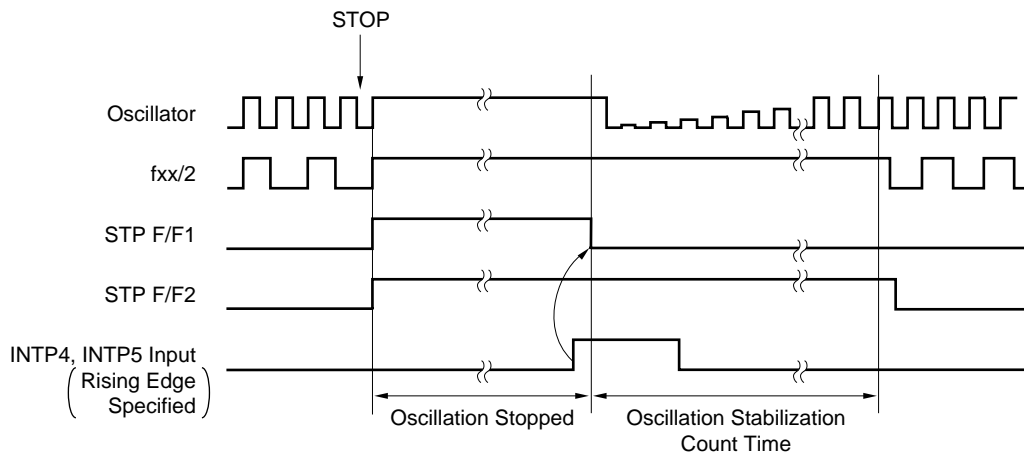 STOP
Oscillator
fxx/2
STP F/F1
STP F/F2
INTP4, INTP5 Input
(Rising Edge
Specified)
Oscillation Stopped
Oscillation Stabilization
Count Time